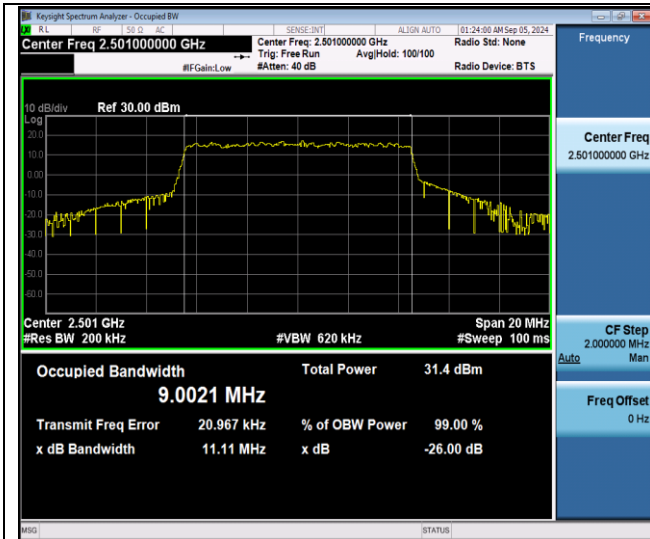 Keysight Spectrum Analyzer - Occupied BW
RL RF 50 Ω AC SENSE:INT ALIGN AUTO 01:24:00 AM Sep 05, 2024
Center Freq 2.501000000 GHz
Center Freq: 2.501000000 GHz Radio Std: None
Trig: Free Run Avg|Hold: 100/100
#IFGain:Low #Atten: 40 dB Radio Device: BTS
Frequency
10 dB/div Ref 30.00 dBm
Log
20.0
10.0
0.00
-10.0
-20.0
-30.0
-40.0
-50.0
-60.0
Center Freq
2.501000000 GHz
Center 2.501 GHz Span 20 MHz
#Res BW 200 kHz #VBW 620 kHz #Sweep 100 ms
CF Step
2.000000 MHz
Auto Man
Occupied Bandwidth Total Power 31.4 dBm
9.0021 MHz
Transmit Freq Error 20.967 kHz % of OBW Power 99.00 %
x dB Bandwidth 11.11 MHz x dB -26.00 dB
Freq Offset
0 Hz
MSG STATUS